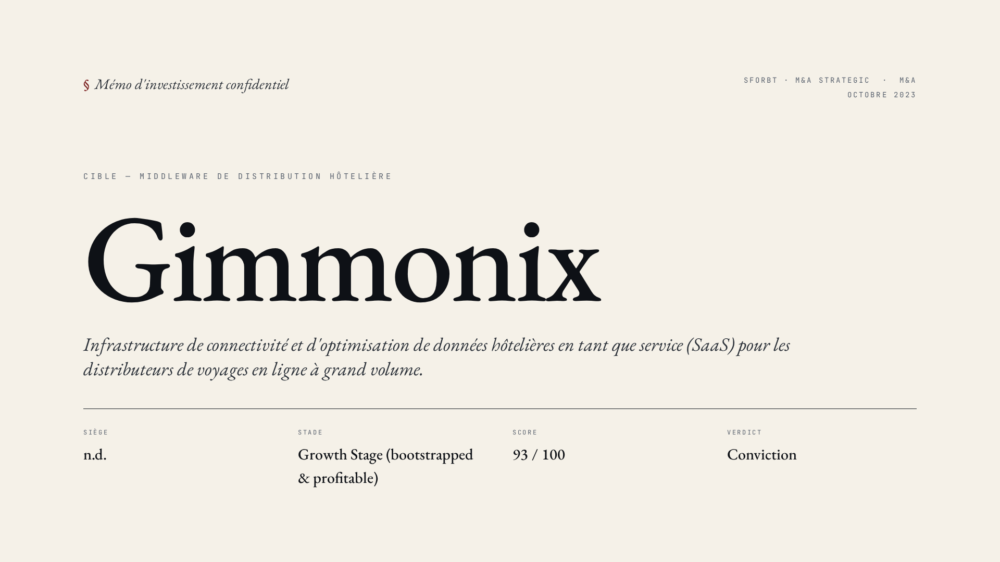 § Mémo d'investissement confidentiel
SFORBT · M&A STRATEGIC · M&A
OCTOBRE 2023
CIBLE — MIDDLEWARE DE DISTRIBUTION HÔTELIÈRE
Gimmonix
Infrastructure de connectivité et d'optimisation de données hôtelières en tant que service (SaaS) pour les
distributeurs de voyages en ligne à grand volume.
SIÈGE
n.d.
STADE
Growth Stage (bootstrapped
& profitable)
SCORE
93 / 100
VERDICT
Conviction